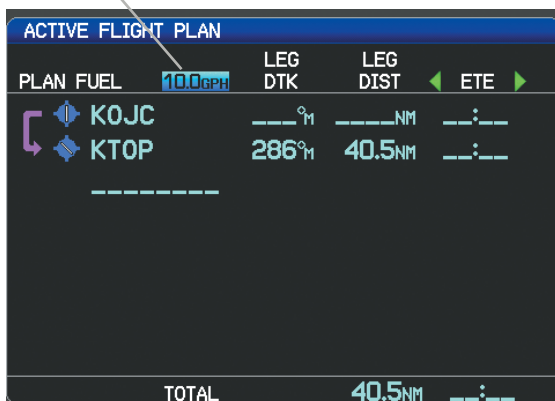 ACTIVE FLIGHT PLAN
LEG LEG
PLAN FUEL 10.0GPH DTK DIST ETE
KOJC ___°M ____NM __:__
KTOP 286°M 40.5NM __:__
________
TOTAL 40.5NM __:__